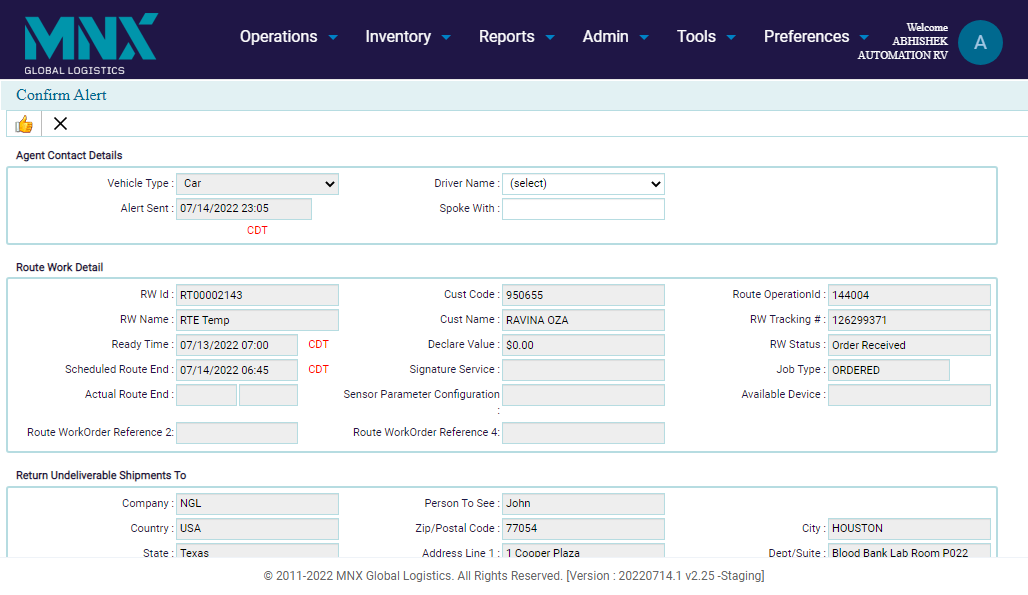 MNX
GLOBAL LOGISTICS
Operations Inventory Reports Admin Tools Preferences
Welcome
ABHISHEK
AUTOMATION RV
A
Confirm Alert
Agent Contact Details
Vehicle Type : Car Driver Name : (select)
Alert Sent : 07/14/2022 23:05 Spoke With :
CDT
Route Work Detail
RW Id : RT00002143 Cust Code : 950655 Route OperationId : 144004
RW Name : RTE Temp Cust Name : RAVINA OZA RW Tracking # : 126299371
Ready Time : 07/13/2022 07:00 CDT Declare Value : $0.00 RW Status : Order Received
Scheduled Route End : 07/14/2022 06:45 CDT Signature Service : Job Type : ORDERED
Actual Route End : Sensor Parameter Configuration Available Device :
:
Route WorkOrder Reference 2: Route WorkOrder Reference 4:
Return Undeliverable Shipments To
Company : NGL Person To See : John
Country : USA Zip/Postal Code : 77054 City : HOUSTON
State : Texas Address Line 1 : 1 Cooper Plaza Dept/Suite : Blood Bank Lab Room P022
© 2011-2022 MNX Global Logistics. All Rights Reserved. [Version : 20220714.1 v2.25 -Staging]